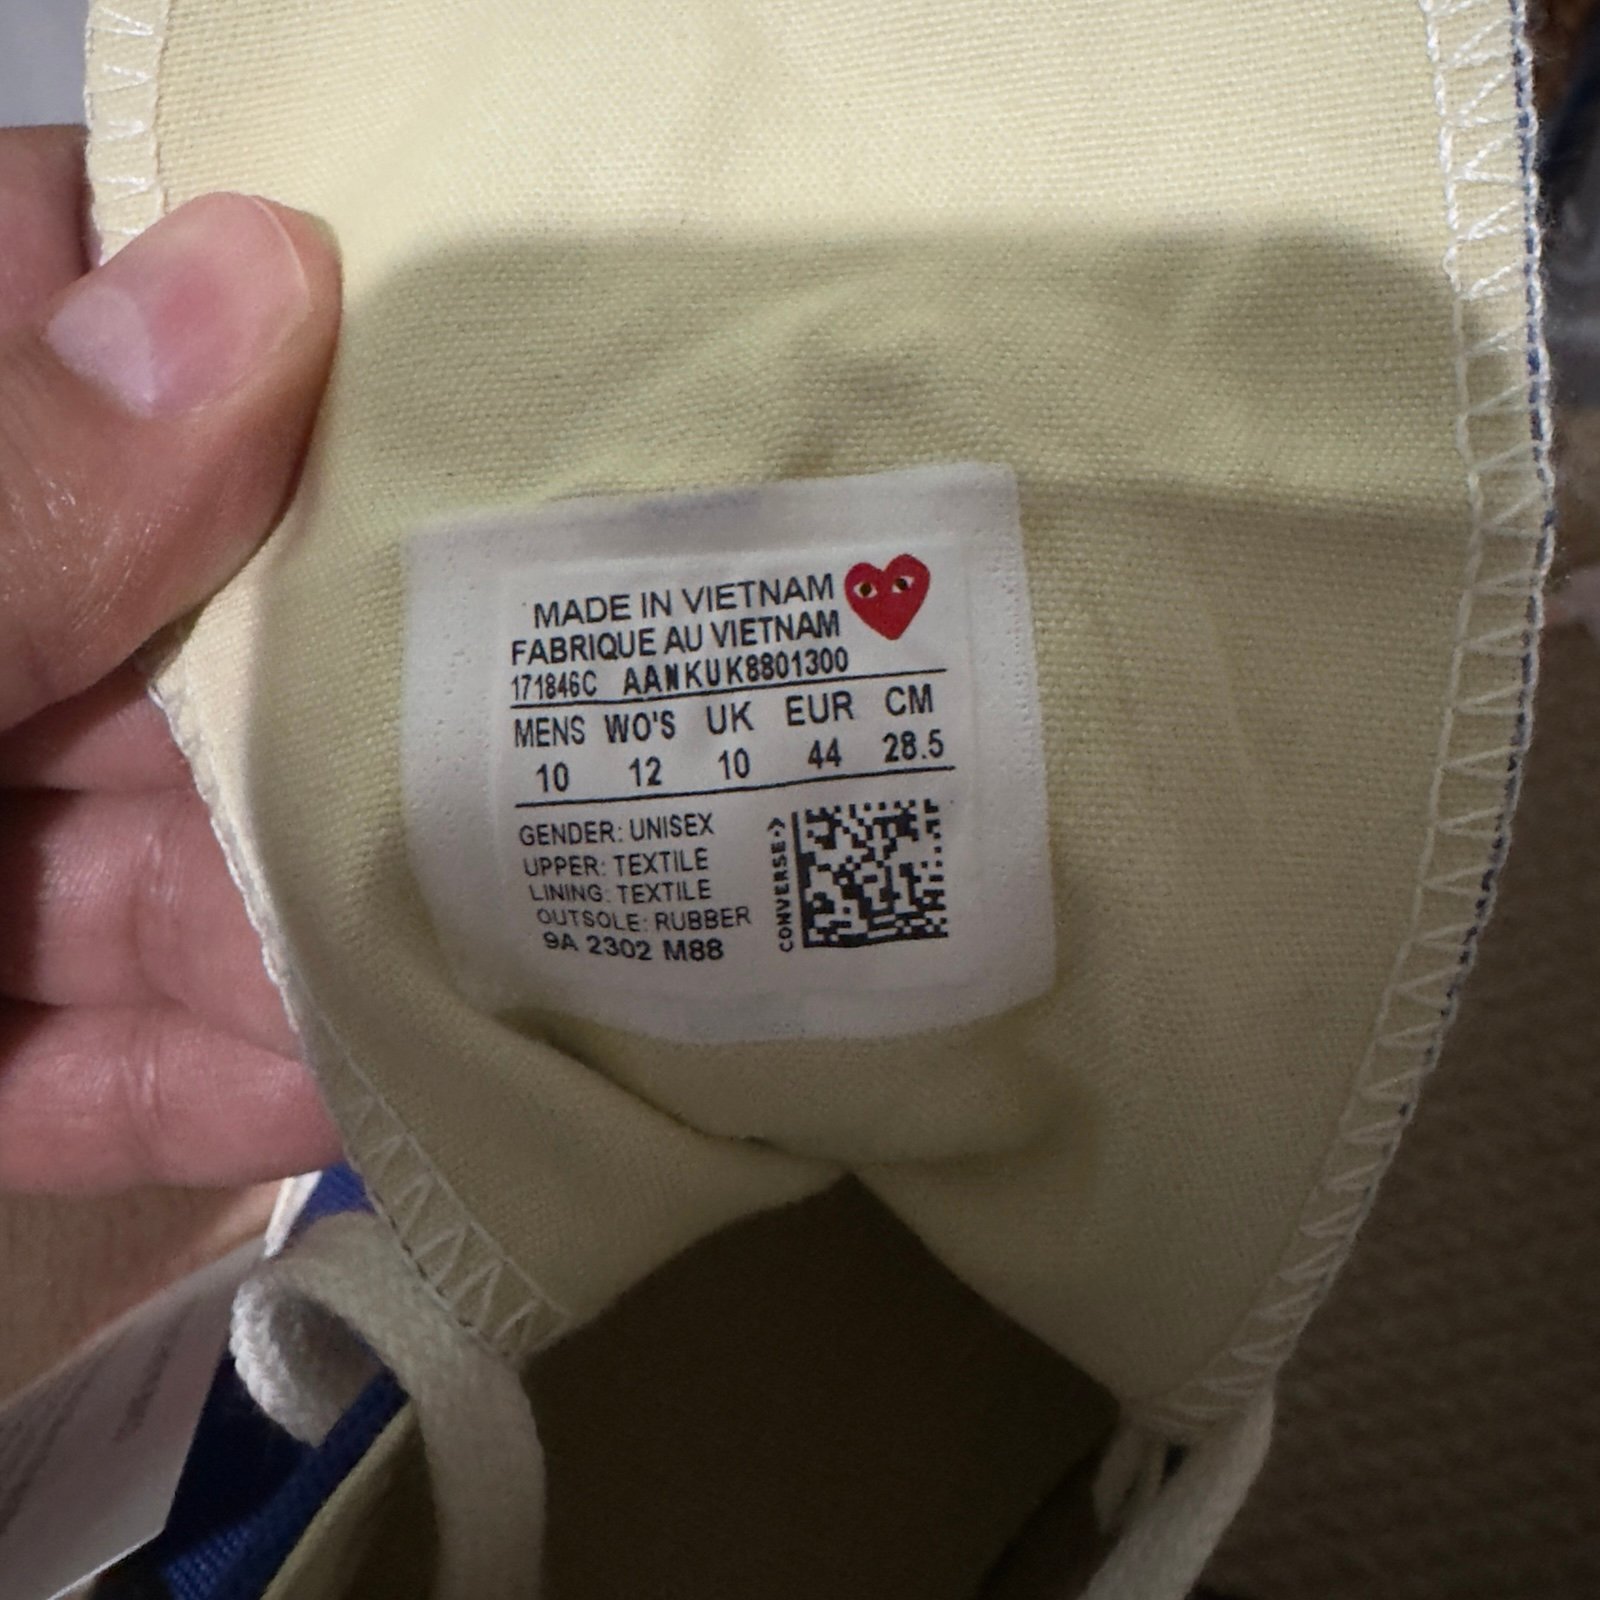 MADE IN VIETNAM
FABRIQUE AU VIETNAM
171846C AANKUK8801300
MENS WO'S UK EUR CM
10 12 10 44 28.5
GENDER: UNISEX
UPPER: TEXTILE
LINING: TEXTILE
OUTSOLE: RUBBER
9A 2302 M88
CONVERSE